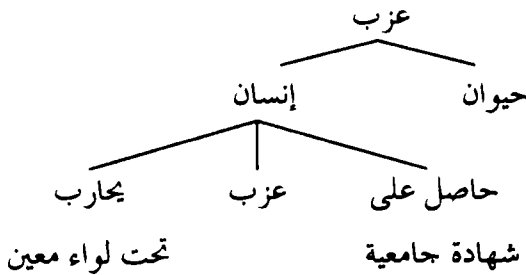 عزب
حيوان إنسان
حاصل على عزب يحارب
شهادة جامعية تحت لواء معين